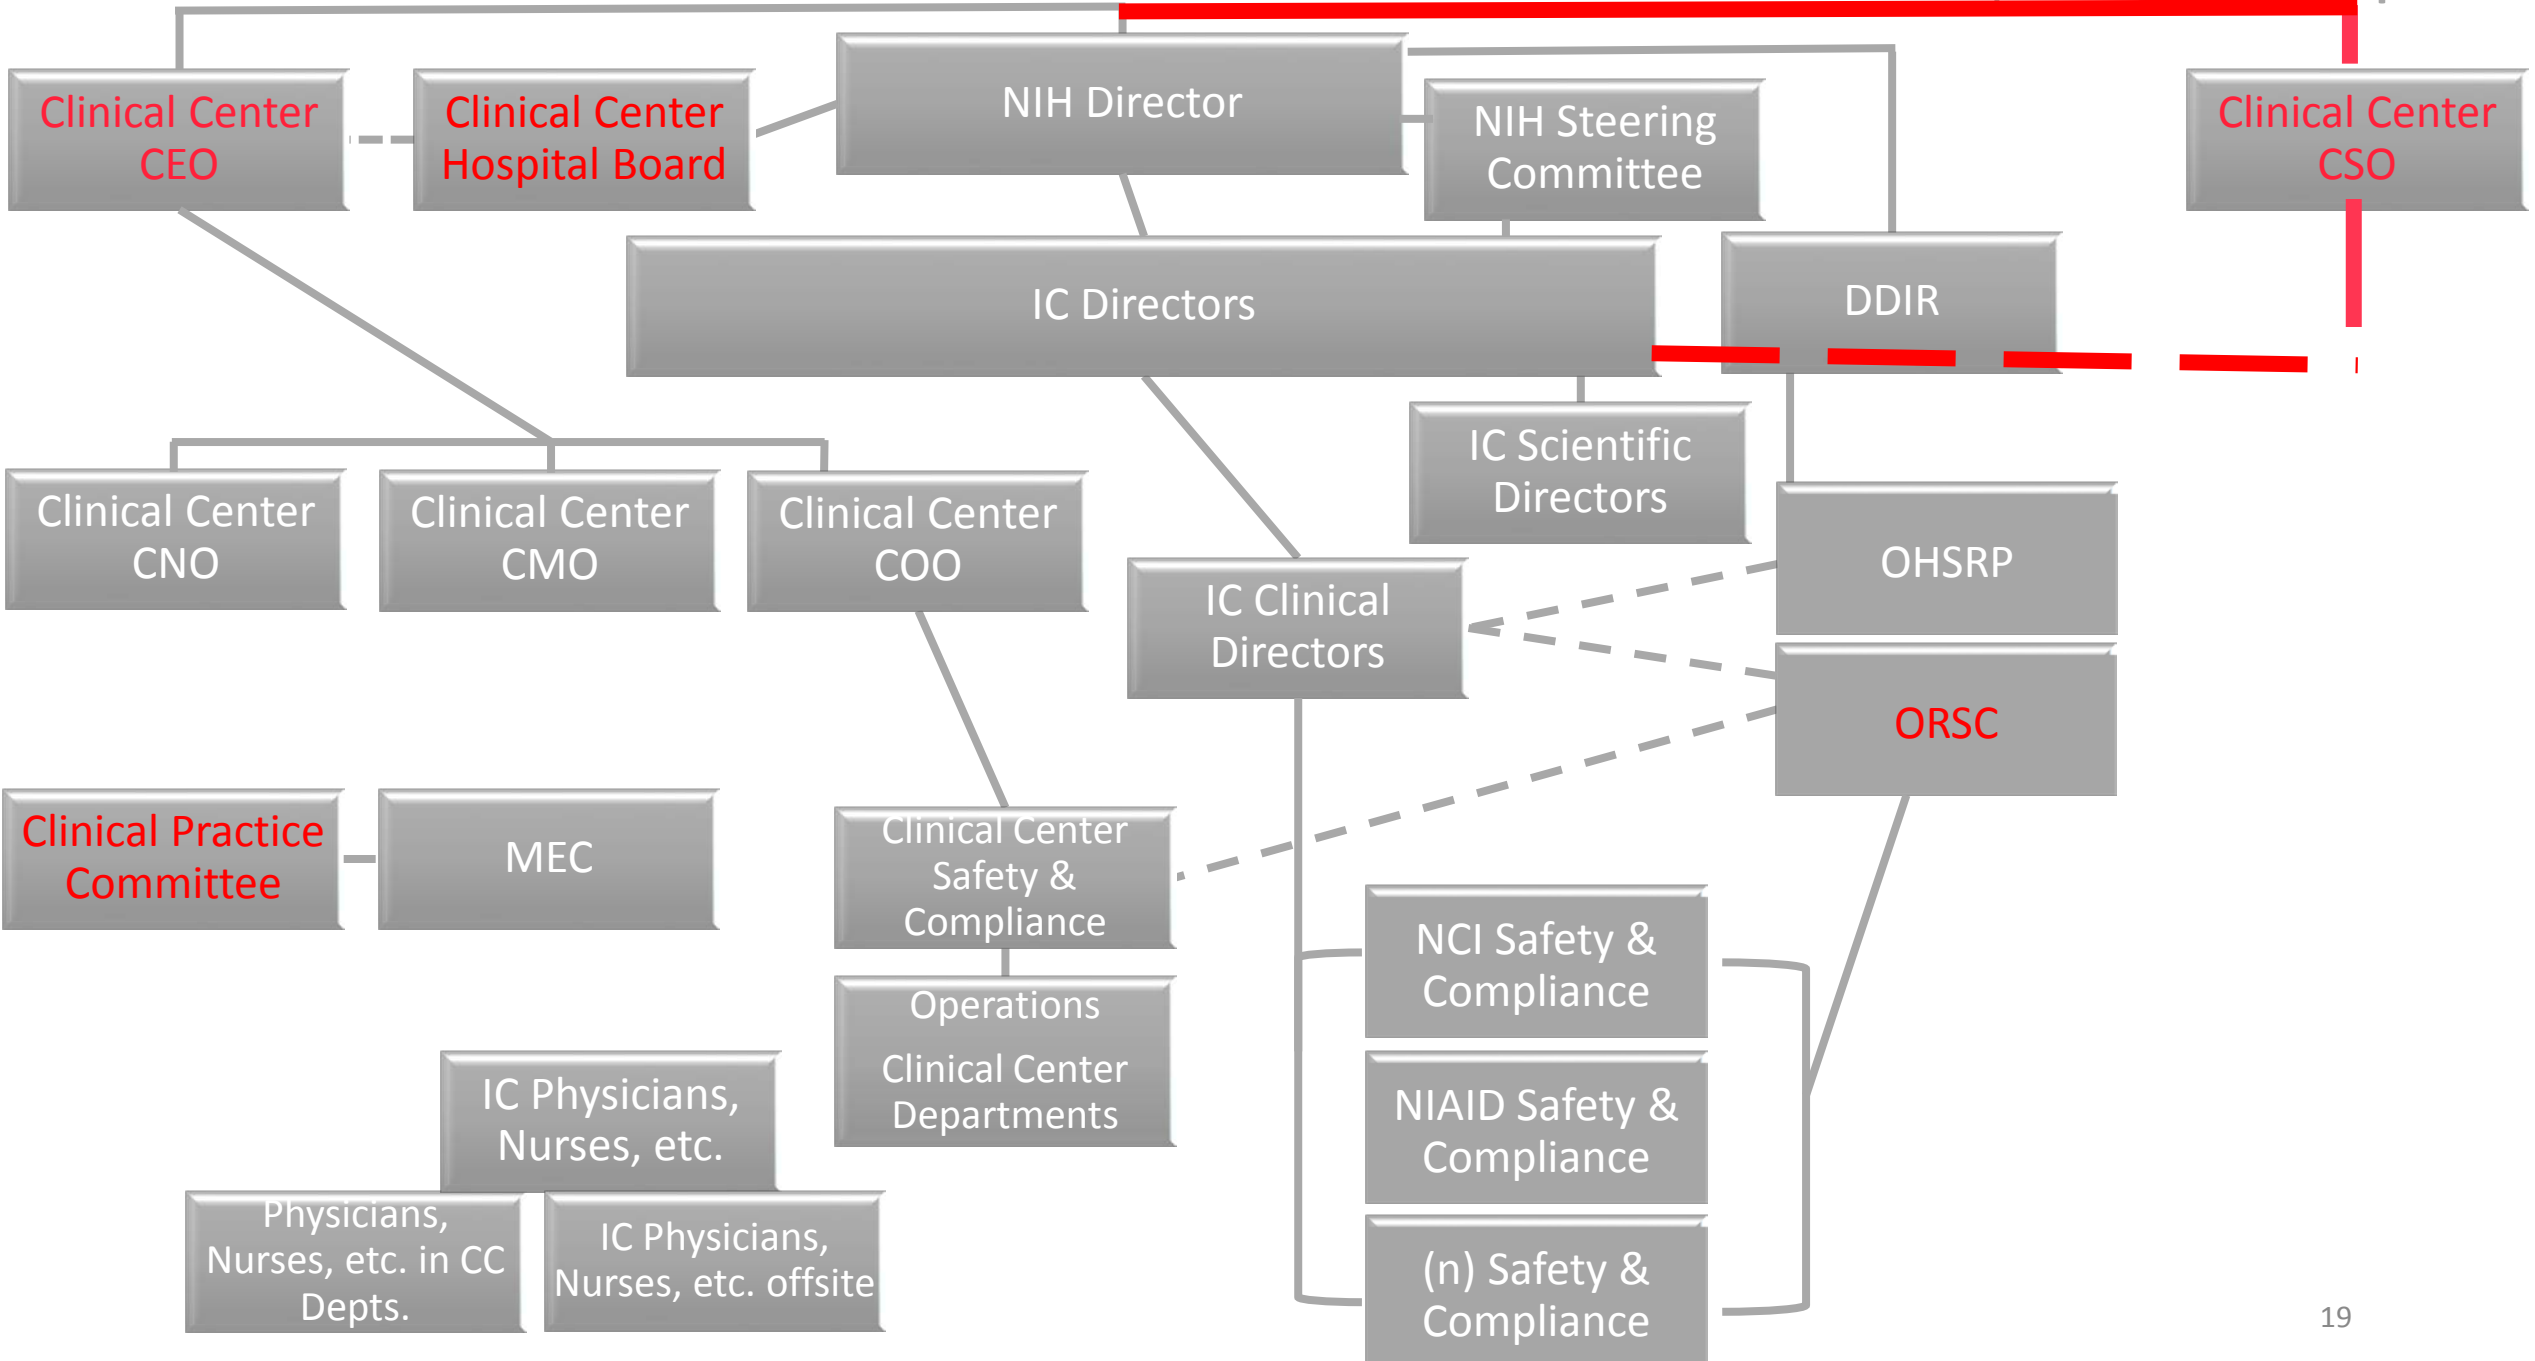 Clinical Center
CEO
Clinical Center
Hospital Board
NIH Director
NIH Steering
Committee
Clinical Center
CSO
IC Directors
DDIR
IC Scientific
Directors
Clinical Center
CNO
Clinical Center
CMO
Clinical Center
COO
IC Clinical
Directors
OHSRP
ORSC
Clinical Practice
Committee
MEC
Clinical Center
Safety &
Compliance
Operations
Clinical Center
Departments
NCI Safety &
Compliance
NIAID Safety &
Compliance
(n) Safety &
Compliance
IC Physicians,
Nurses, etc.
Physicians,
Nurses, etc. in CC
Depts.
IC Physicians,
Nurses, etc. offsite
19